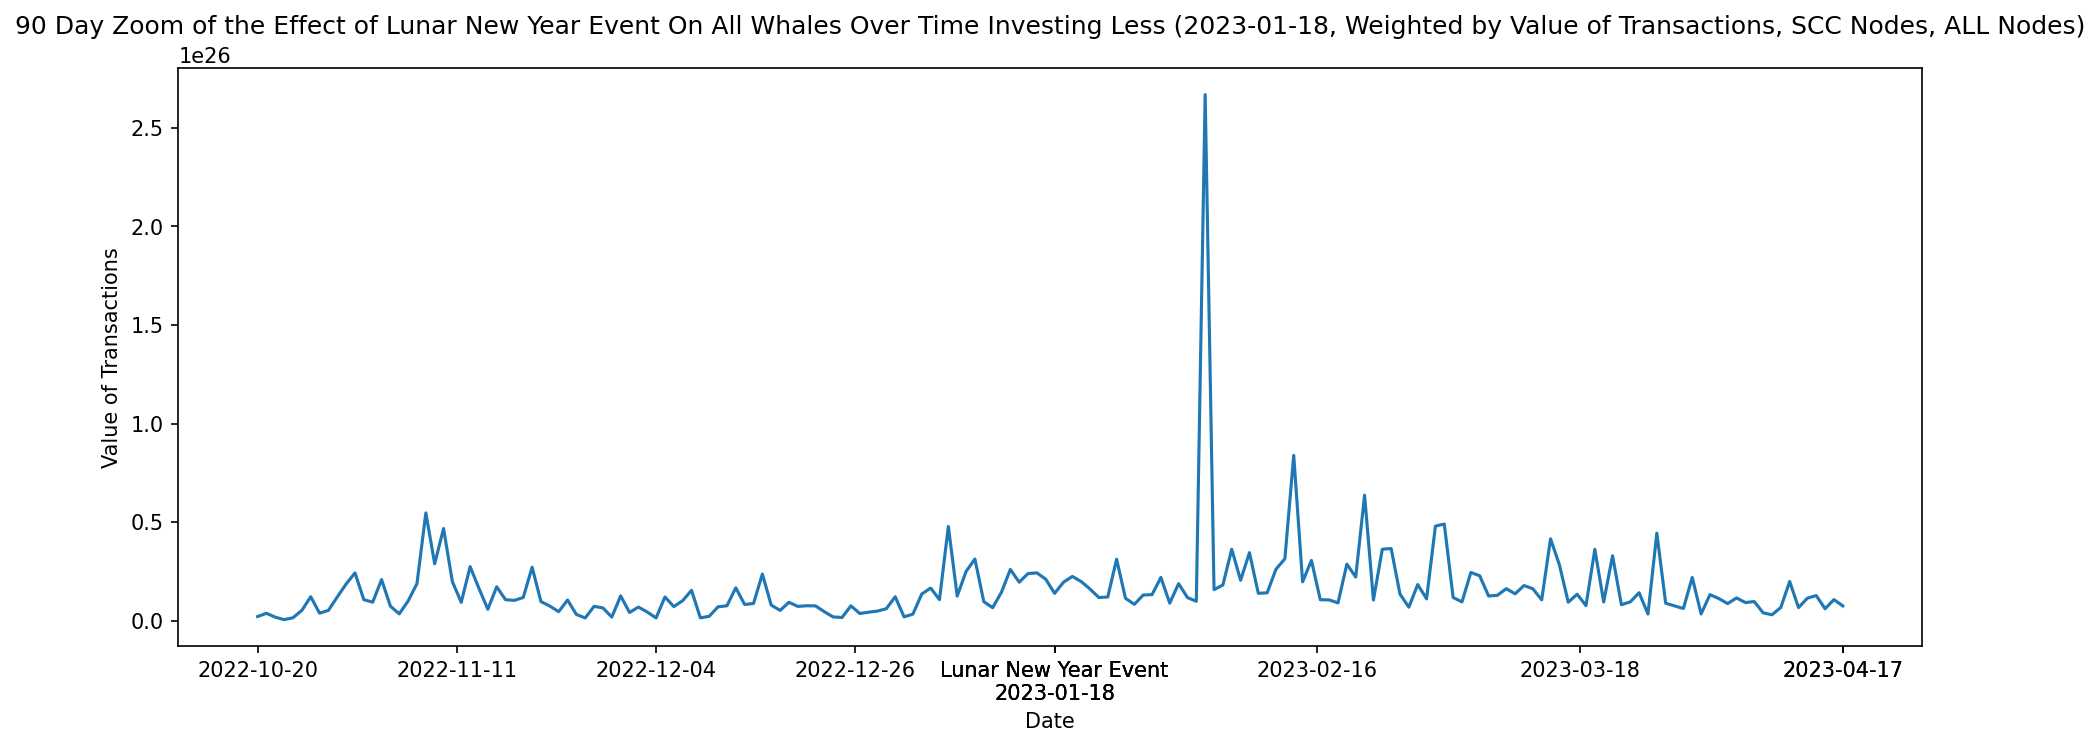 90 Day Zoom of the Effect of Lunar New Year Event On All Whales Over Time Investing Less (2023-01-18, Weighted by Value of Transactions, SCC Nodes, ALL Nodes)
1e26
2.5
2.0
1.5
1.0
0.5
0.0
Value of Transactions
2022-10-20 2022-11-11 2022-12-04 2022-12-26 Lunar New Year Event 2023-02-16 2023-03-18 2023-04-17
2023-01-18
Date